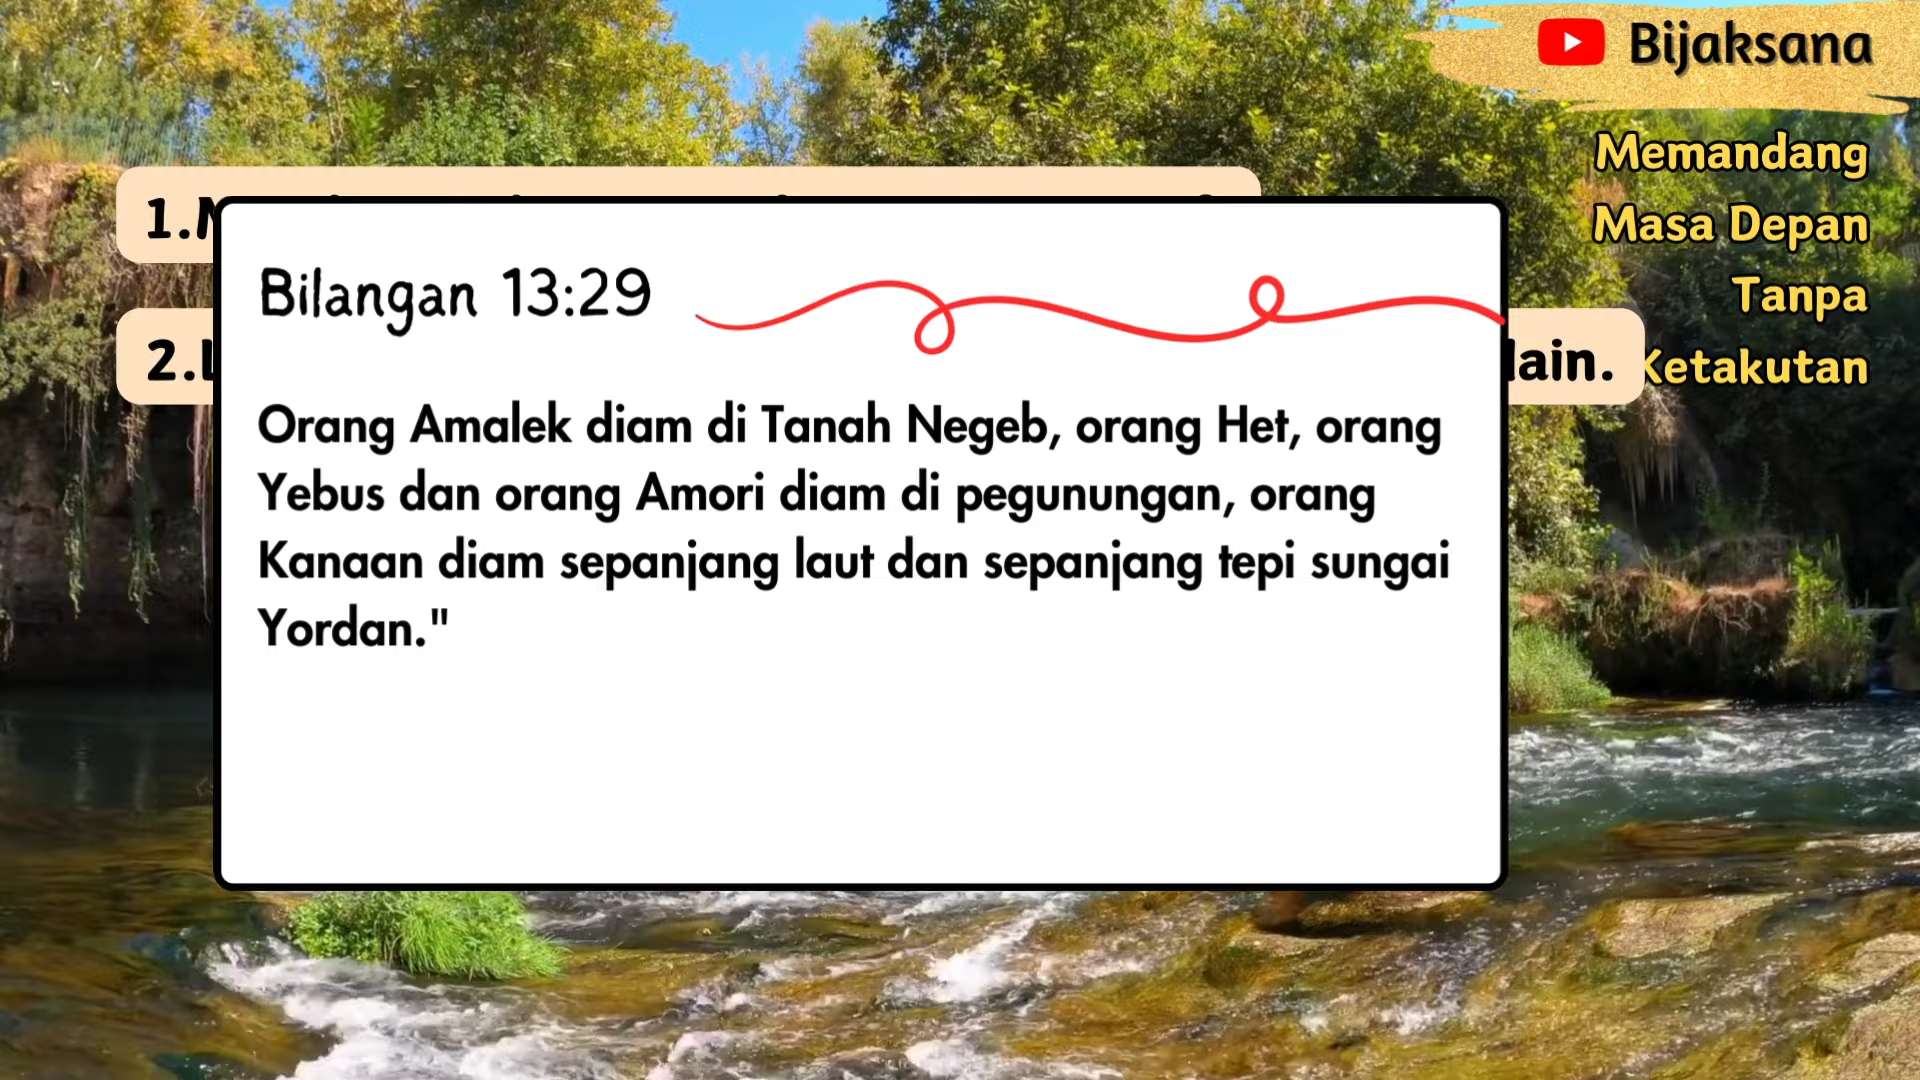 Bijaksana
Memandang
Masa Depan
Tanpa
Ketakutan
1.
2.
lain.
Bilangan 13:29
Orang Amalek diam di Tanah Negeb, orang Het, orang
Yebus dan orang Amori diam di pegunungan, orang
Kanaan diam sepanjang laut dan sepanjang tepi sungai
Yordan."